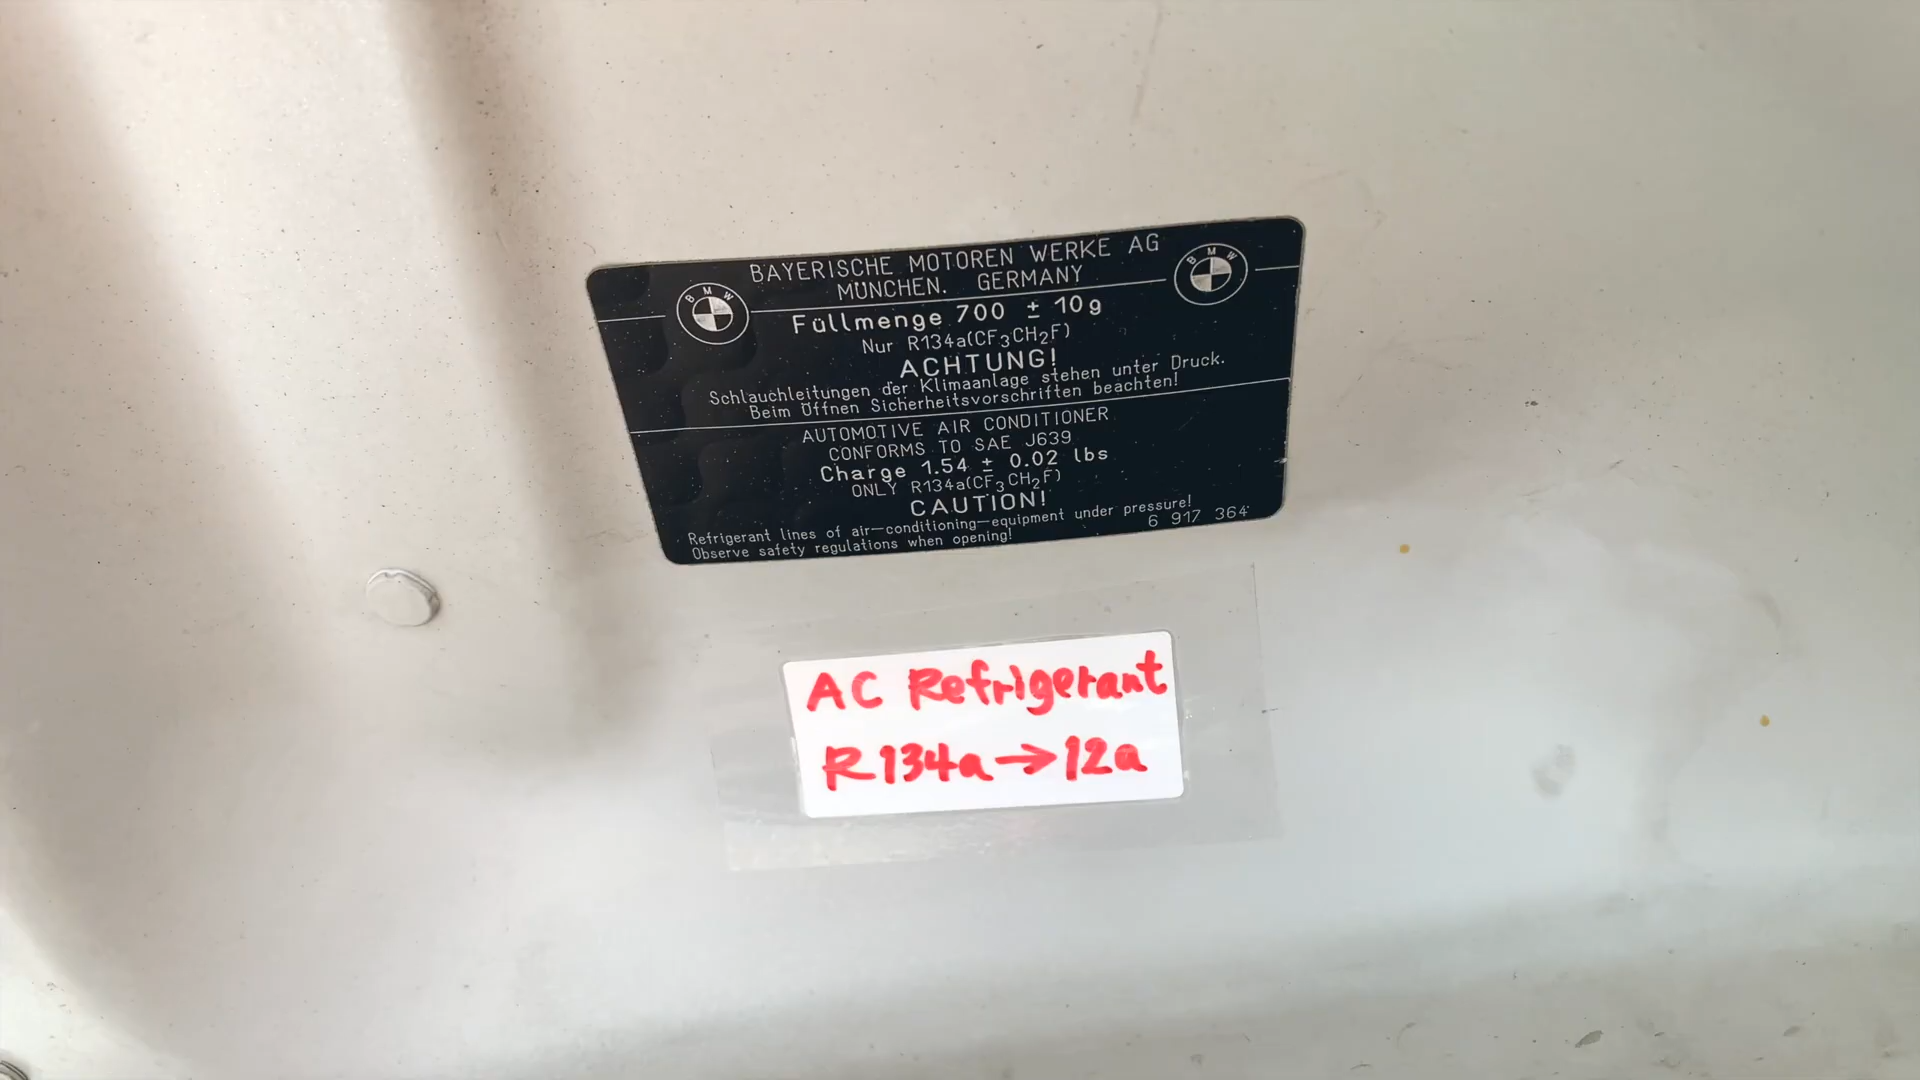 BAYERISCHE MOTOREN WERKE AG
MÜNCHEN. GERMANY
BMW
BMW
Füllmenge 700 ± 10g
Nur R134a(CF₃CH₂F)
ACHTUNG!
Schlauchleitungen der Klimaanlage stehen unter Druck.
Beim Öffnen Sicherheitsvorschriften beachten!
AUTOMOTIVE AIR CONDITIONER
CONFORMS TO SAE J639
Charge 1.54 ± 0.02 lbs
ONLY R134a(CF₃CH₂F)
CAUTION!
Refrigerant lines of air-conditioning-equipment under pressure!
Observe safety regulations when opening!
6 917 364
AC Refrigerant
R134a→12a